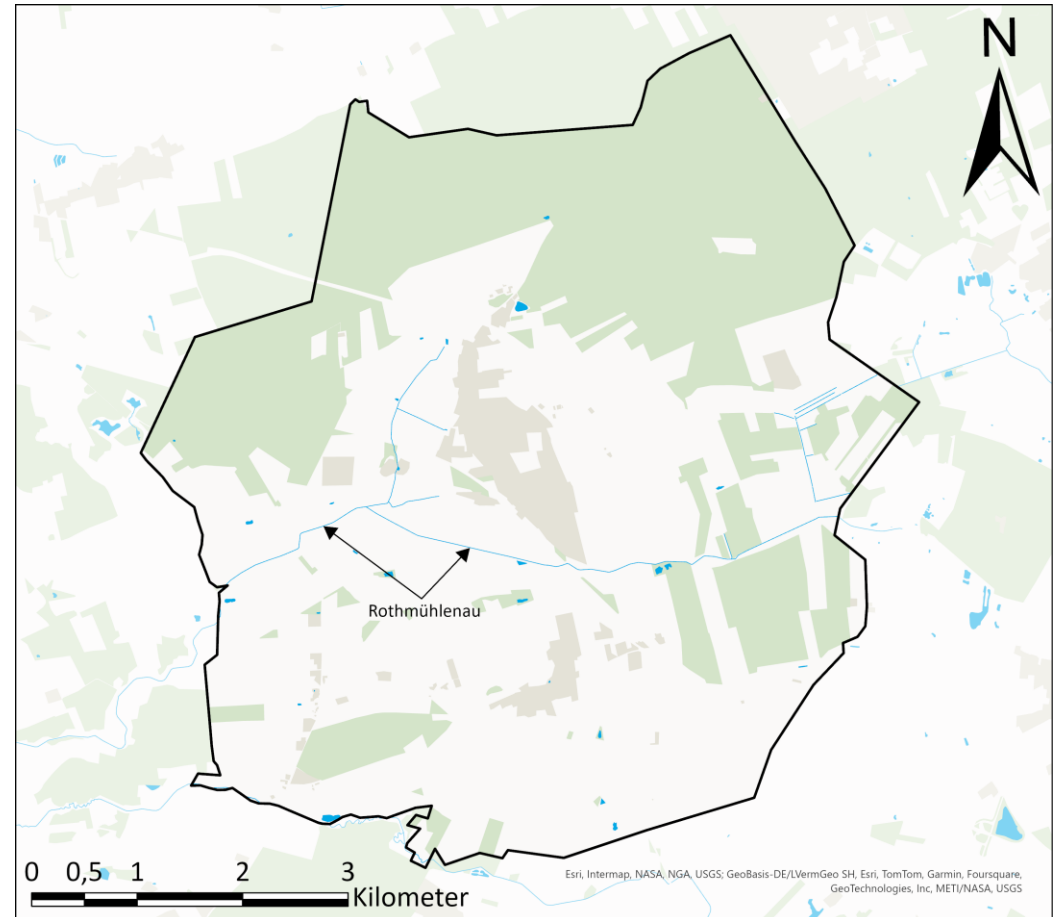 N
Rothmühlenau
0 0,5 1 2 3
Kilometer
Esri, Intermap, NASA, NGA, USGS; GeoBasis-DE/LVermGeo SH, Esri, TomTom, Garmin, Foursquare,
GeoTechnologies, Inc, METI/NASA, USGS